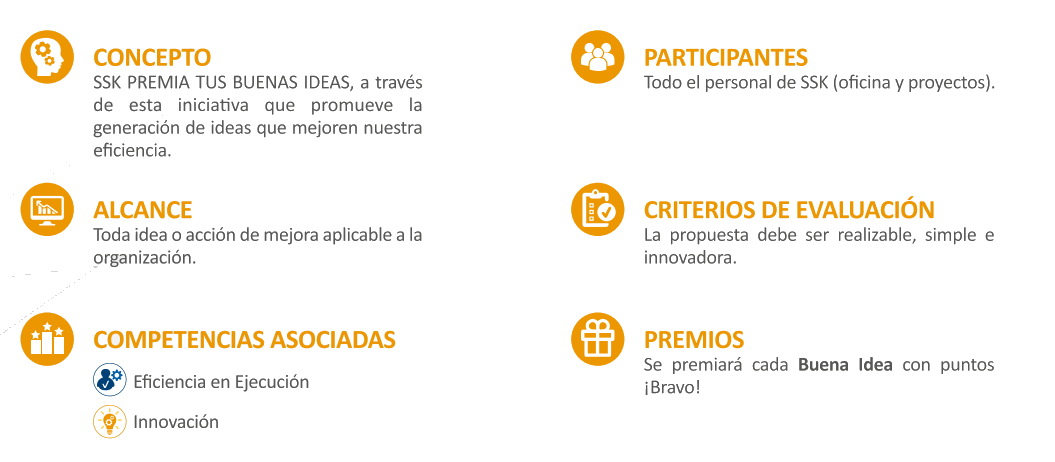 CONCEPTO
SSK PREMIA TUS BUENAS IDEAS, a través
de esta iniciativa que promueve la
generación de ideas que mejoren nuestra
eficiencia.
ALCANCE
Toda idea o acción de mejora aplicable a la
organización.
COMPETENCIAS ASOCIADAS
Eficiencia en Ejecución
Innovación
PARTICIPANTES
Todo el personal de SSK (oficina y proyectos).
CRITERIOS DE EVALUACIÓN
La propuesta debe ser realizable, simple e
innovadora.
PREMIOS
Se premiará cada Buena Idea con puntos
¡Bravo!